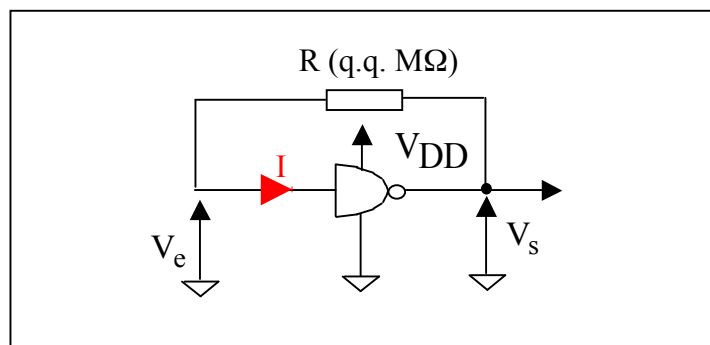 R (q.q. MΩ)
V_DD
I
V_e
V_s